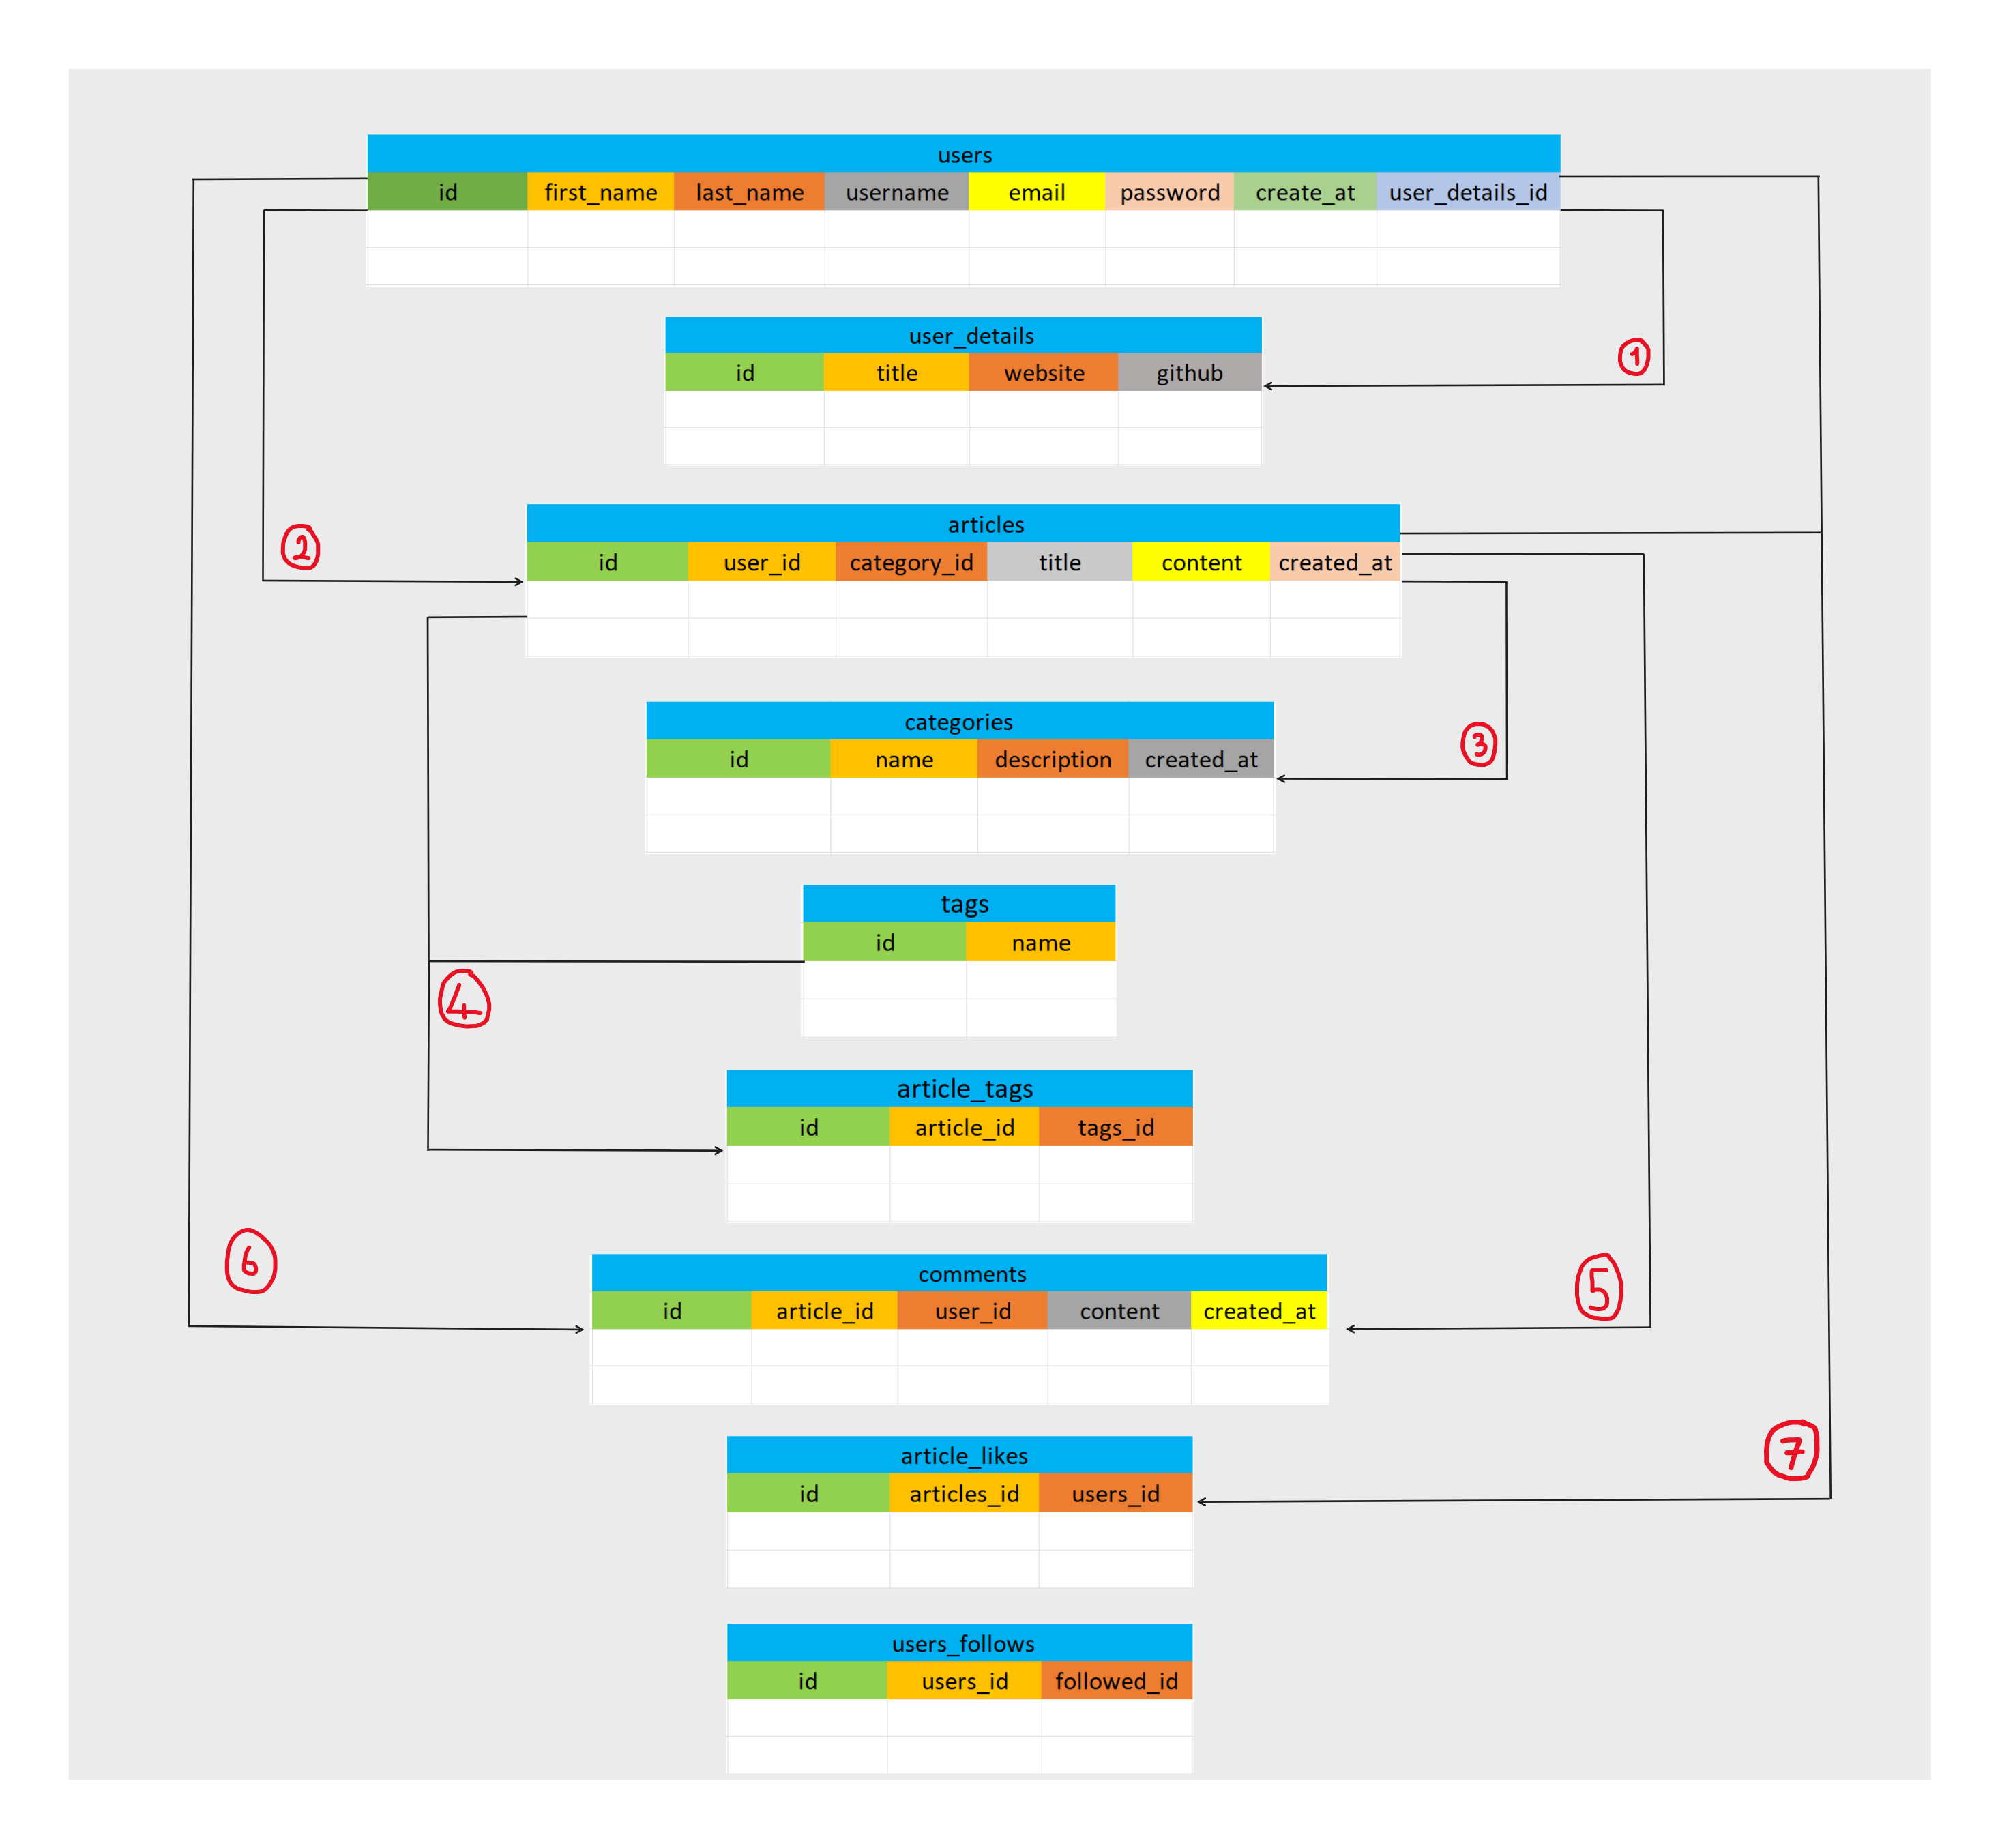 users
id first_name last_name username email password create_at user_details_id
user_details
1
id title website github
articles
2
id user_id category_id title content created_at
categories
3
id name description created_at
tags
id name
4
article_tags
id article_id tags_id
6
comments
5
id article_id user_id content created_at
article_likes
7
id articles_id users_id
users_follows
id users_id followed_id